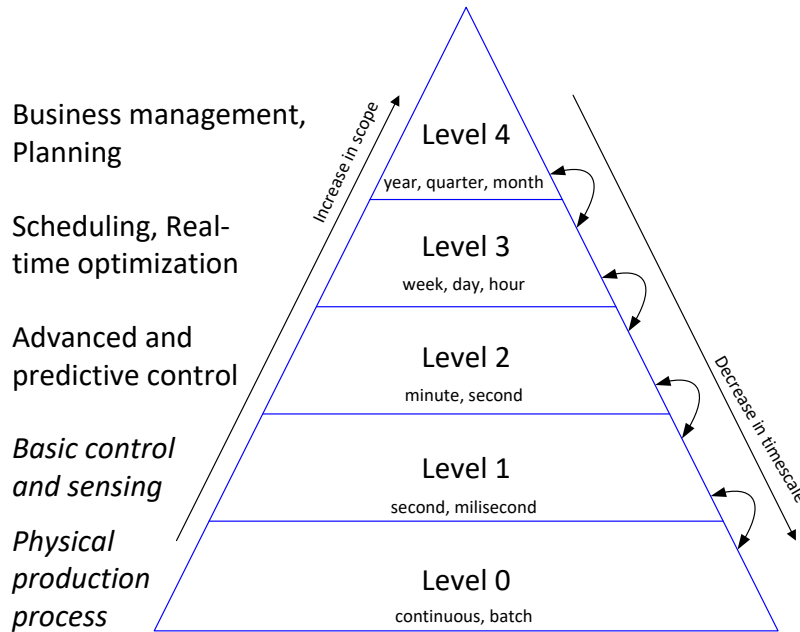 Business management,
Planning
Increase in scope
Level 4
year, quarter, month
Scheduling, Real-
time optimization
Level 3
week, day, hour
Advanced and
predictive control
Level 2
minute, second
Decrease in timescale
Basic control
and sensing
Level 1
second, milisecond
Physical
production
process
Level 0
continuous, batch